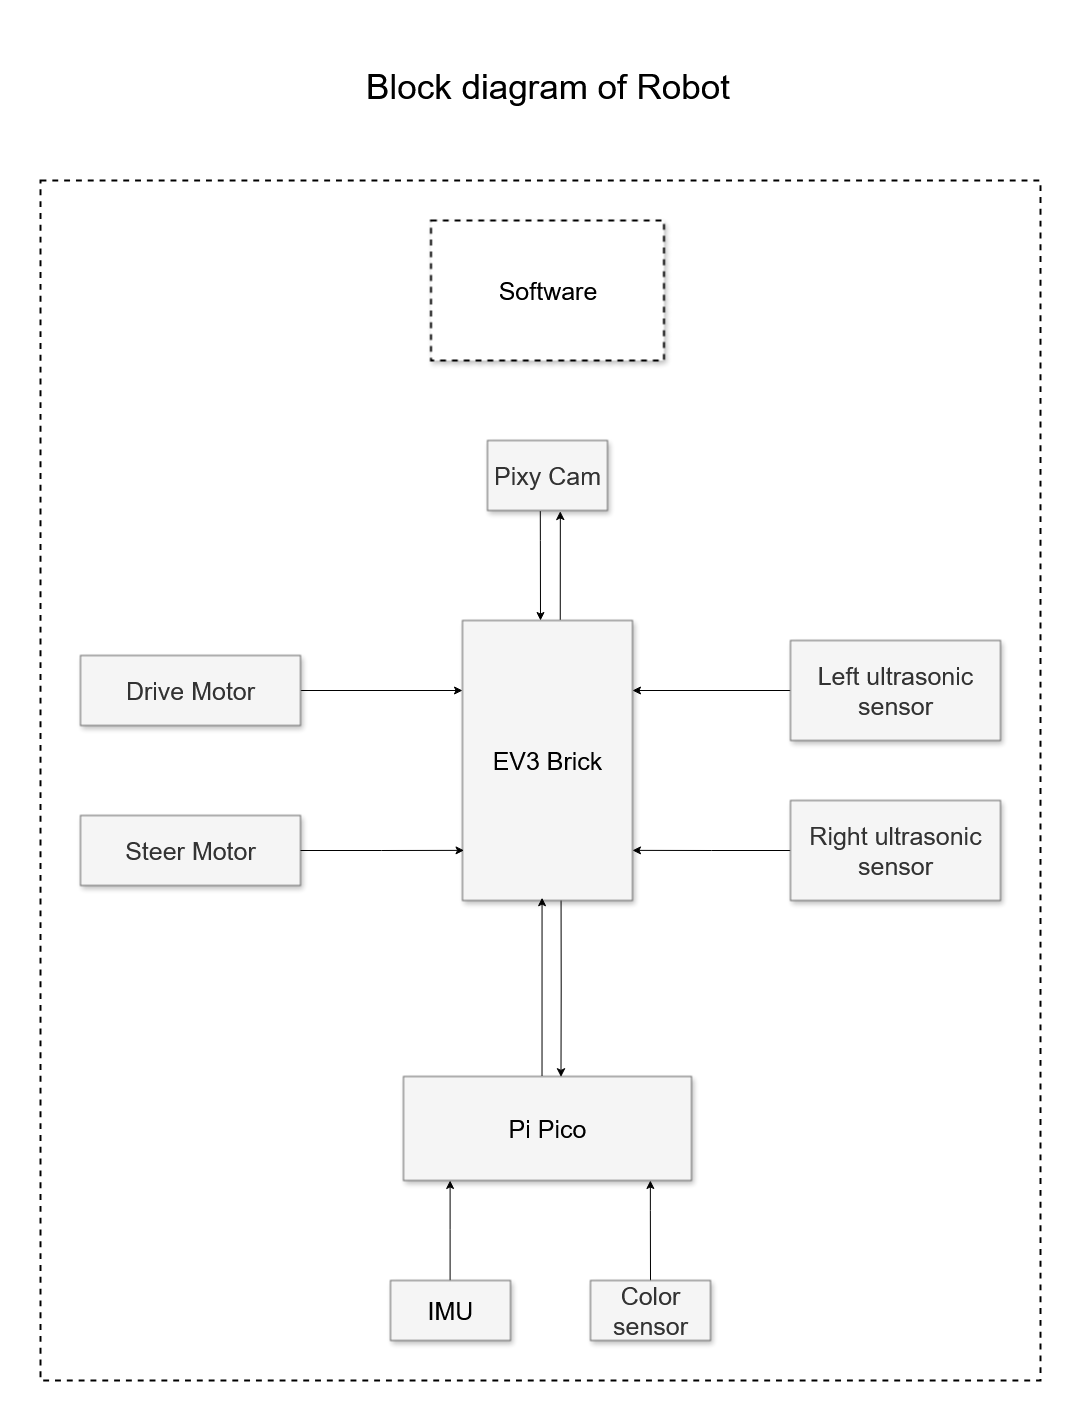 Block diagram of Robot
Software
Pixy Cam
Drive Motor
Left ultrasonic
sensor
EV3 Brick
Steer Motor
Right ultrasonic
sensor
Pi Pico
IMU
Color
sensor